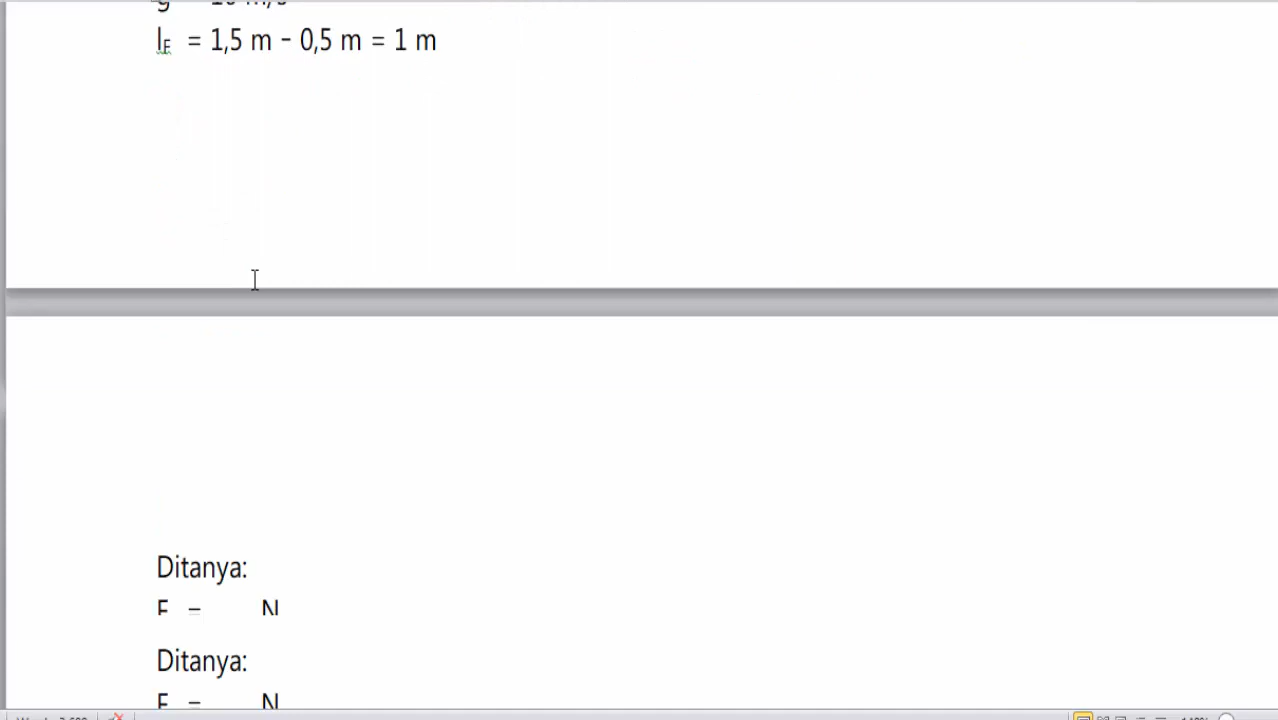 l_F = 1,5 m − 0,5 m = 1 m
Ditanya:
F = N
Ditanya:
F = N